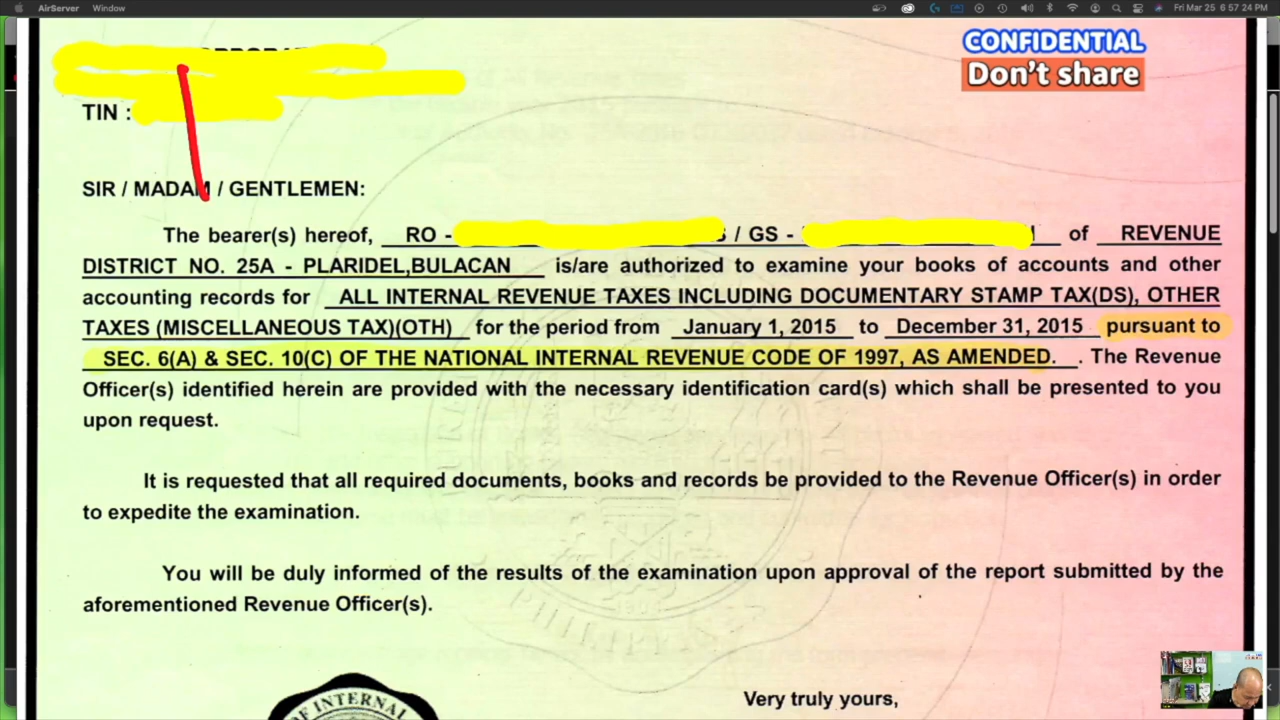 AirServer Window Fri Mar 25 6:57:24 PM
CONFIDENTIAL
Don't share
TIN :
SIR / MADAM / GENTLEMEN:
The bearer(s) hereof, RO - / GS - of REVENUE
DISTRICT NO. 25A - PLARIDEL,BULACAN is/are authorized to examine your books of accounts and other
accounting records for ALL INTERNAL REVENUE TAXES INCLUDING DOCUMENTARY STAMP TAX(DS), OTHER
TAXES (MISCELLANEOUS TAX)(OTH) for the period from January 1, 2015 to December 31, 2015 pursuant to
SEC. 6(A) & SEC. 10(C) OF THE NATIONAL INTERNAL REVENUE CODE OF 1997, AS AMENDED. . The Revenue
Officer(s) identified herein are provided with the necessary identification card(s) which shall be presented to you
upon request.
It is requested that all required documents, books and records be provided to the Revenue Officer(s) in order
to expedite the examination.
You will be duly informed of the results of the examination upon approval of the report submitted by the
aforementioned Revenue Officer(s).
OF INTERNAL
Very truly yours,